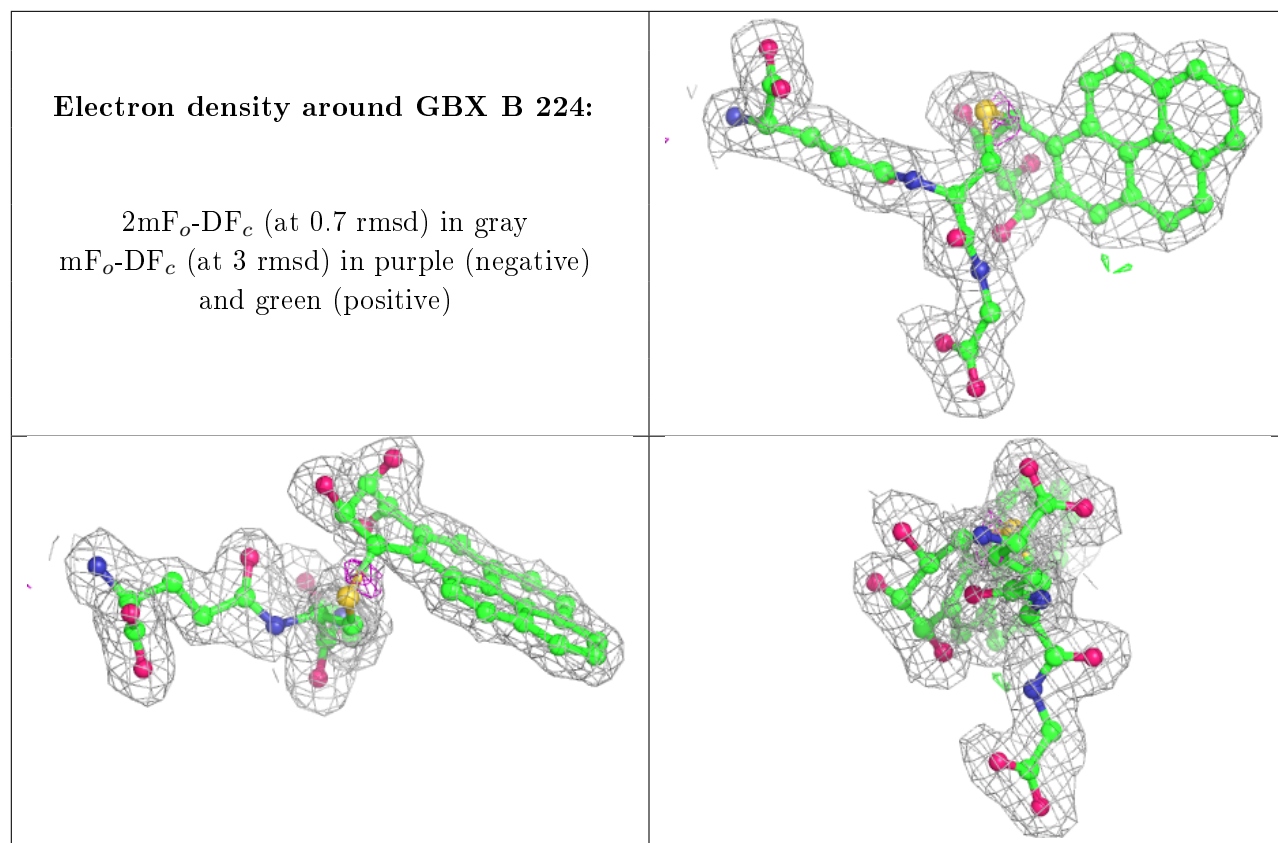 Electron density around GBX B 224:
2mFo-DFc (at 0.7 rmsd) in gray
mFo-DFc (at 3 rmsd) in purple (negative)
and green (positive)